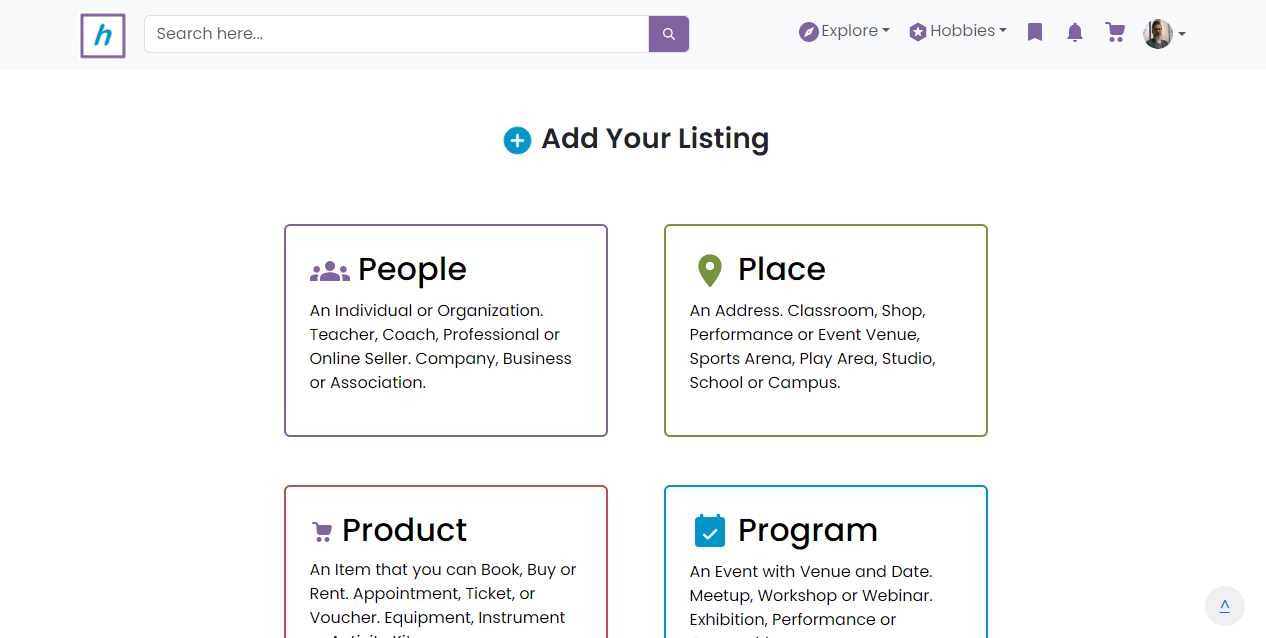 h
Search here...
Explore
Hobbies
Add Your Listing
People
An Individual or Organization.
Teacher, Coach, Professional or
Online Seller. Company, Business
or Association.
Place
An Address. Classroom, Shop,
Performance or Event Venue,
Sports Arena, Play Area, Studio,
School or Campus.
Product
An Item that you can Book, Buy or
Rent. Appointment, Ticket, or
Voucher. Equipment, Instrument
Program
An Event with Venue and Date.
Meetup, Workshop or Webinar.
Exhibition, Performance or